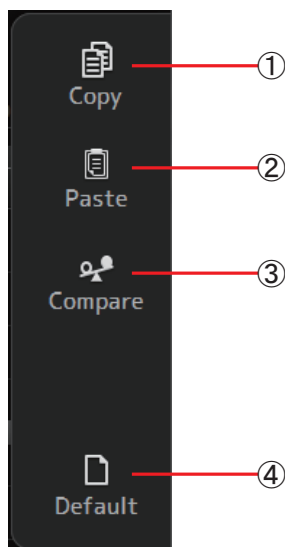 Copy ①
Paste ②
Compare ③
Default ④